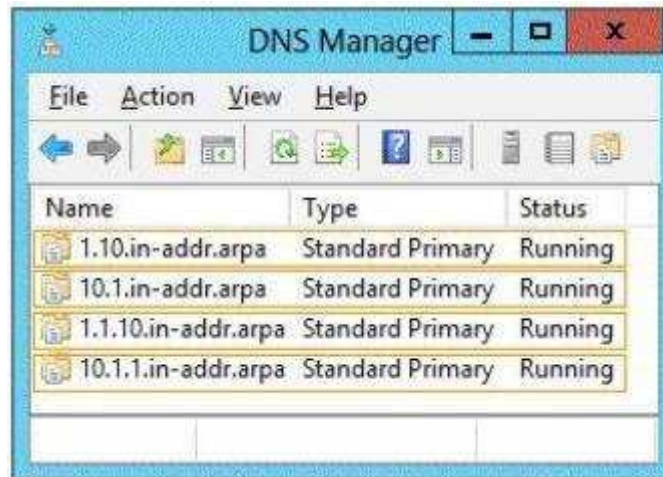 DNS Manager
File Action View Help
Name Type Status
1.10.in-addr.arpa Standard Primary Running
10.1.in-addr.arpa Standard Primary Running
1.1.10.in-addr.arpa Standard Primary Running
10.1.1.in-addr.arpa Standard Primary Running